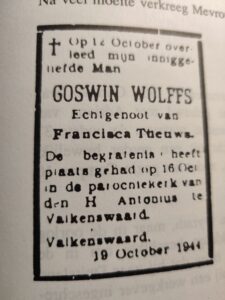 Na veel moeite verkreeg Mevro
✝ Op 12 October over-
leed mijn innigge-
liefde Man
GOSWIN WOLFFS
Echtgenoot van
Francisca Theuws.
De begrafenis heeft
plaats gehad op 16 Oct
in de parochiekerk van
den H Antonius te
Valkenswaard.
Valkenswaard.
19 October 1944